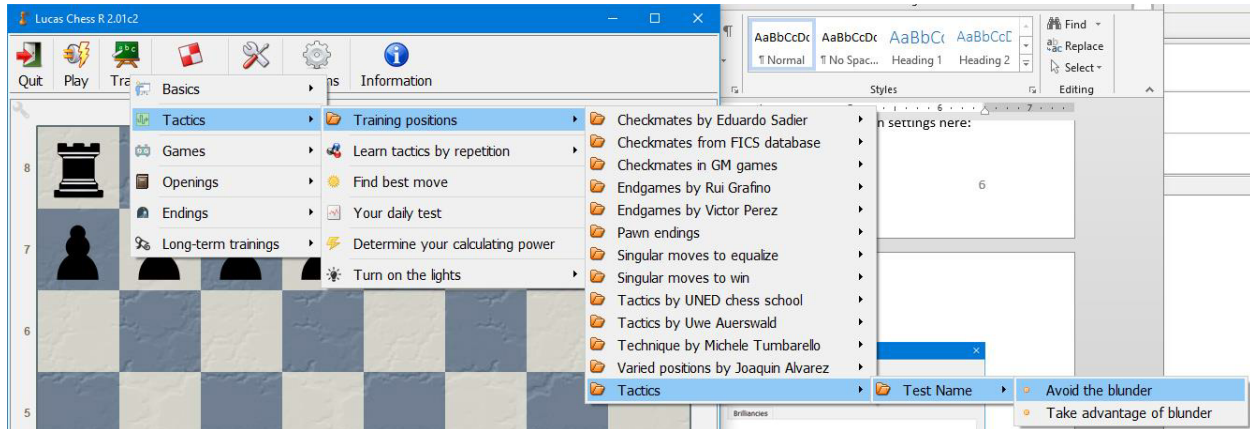 Lucas Chess R 2.01c2
Quit Play Information
Basics
Tactics
Games
Openings
Endings
Long-term trainings
Training positions
Learn tactics by repetition
Find best move
Your daily test
Determine your calculating power
Turn on the lights
Checkmates by Eduardo Sadier
Checkmates from FICS database
Checkmates in GM games
Endgames by Rui Grafino
Endgames by Victor Perez
Pawn endings
Singular moves to equalize
Singular moves to win
Tactics by UNED chess school
Tactics by Uwe Auerswald
Technique by Michele Tumbarello
Varied positions by Joaquin Alvarez
Tactics
Test Name
Avoid the blunder
Take advantage of blunder
8
7
6
5
AaBbCcDc AaBbCcDc AaBbCc AaBbCcD
¶ Normal ¶ No Spac... Heading 1 Heading 2
Styles
Find
Replace
Select
Editing
6 7
settings here:
6
Brilliancies